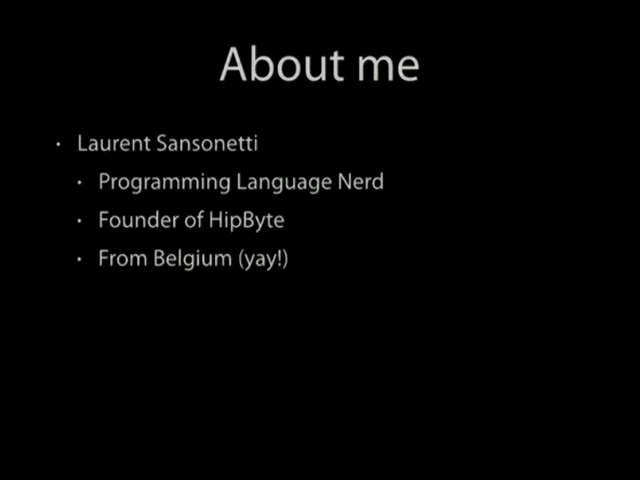 About me
· Laurent Sansonetti
· Programming Language Nerd
· Founder of HipByte
· From Belgium (yay!)